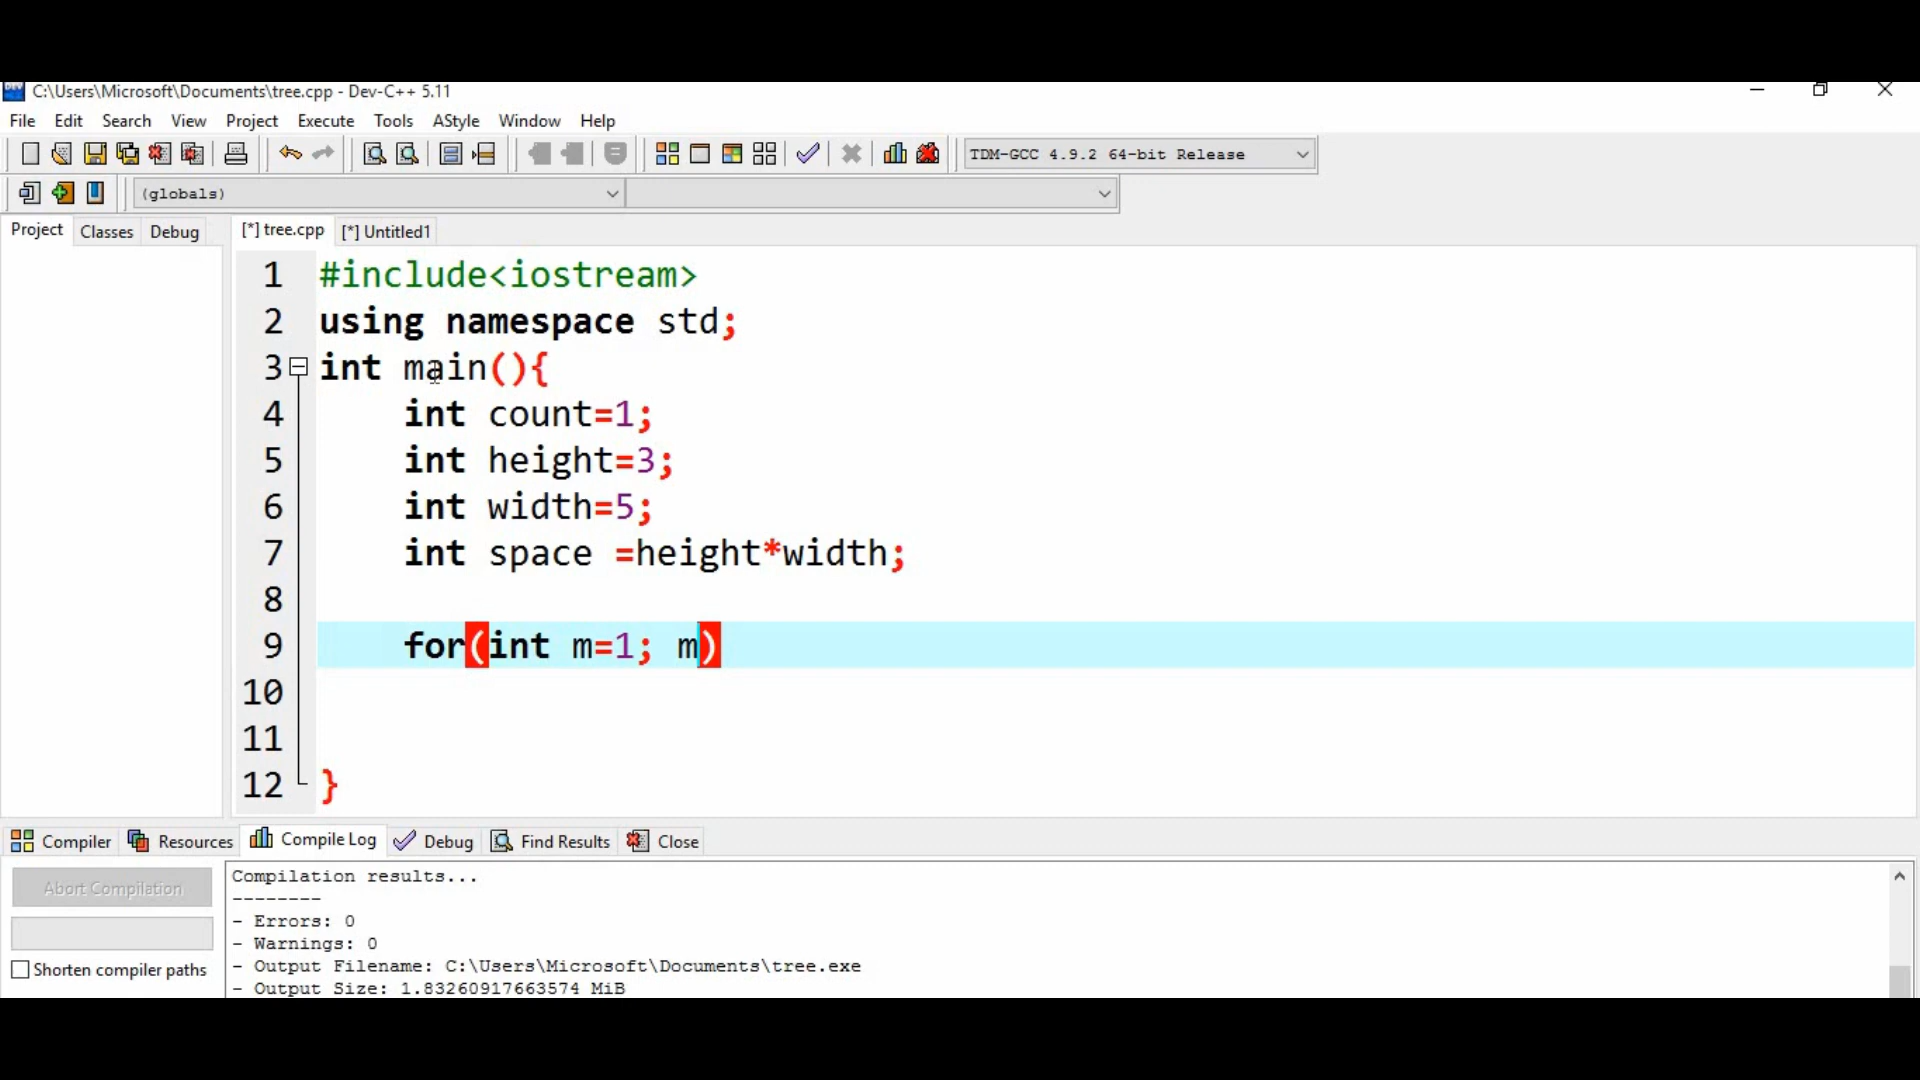 C:\Users\Microsoft\Documents\tree.cpp - Dev-C++ 5.11
File Edit Search View Project Execute Tools AStyle Window Help
TDM-GCC 4.9.2 64-bit Release
(globals)
Project Classes Debug [*] tree.cpp [*] Untitled1
1 #include<iostream>
2 using namespace std;
3 int main(){
4 int count=1;
5 int height=3;
6 int width=5;
7 int space =height*width;
8
9 for(int m=1; m)
10
11
12 }
Compiler Resources Compile Log Debug Find Results Close
Abort Compilation
Shorten compiler paths
Compilation results...
--------
- Errors: 0
- Warnings: 0
- Output Filename: C:\Users\Microsoft\Documents\tree.exe
- Output Size: 1.83260917663574 MiB